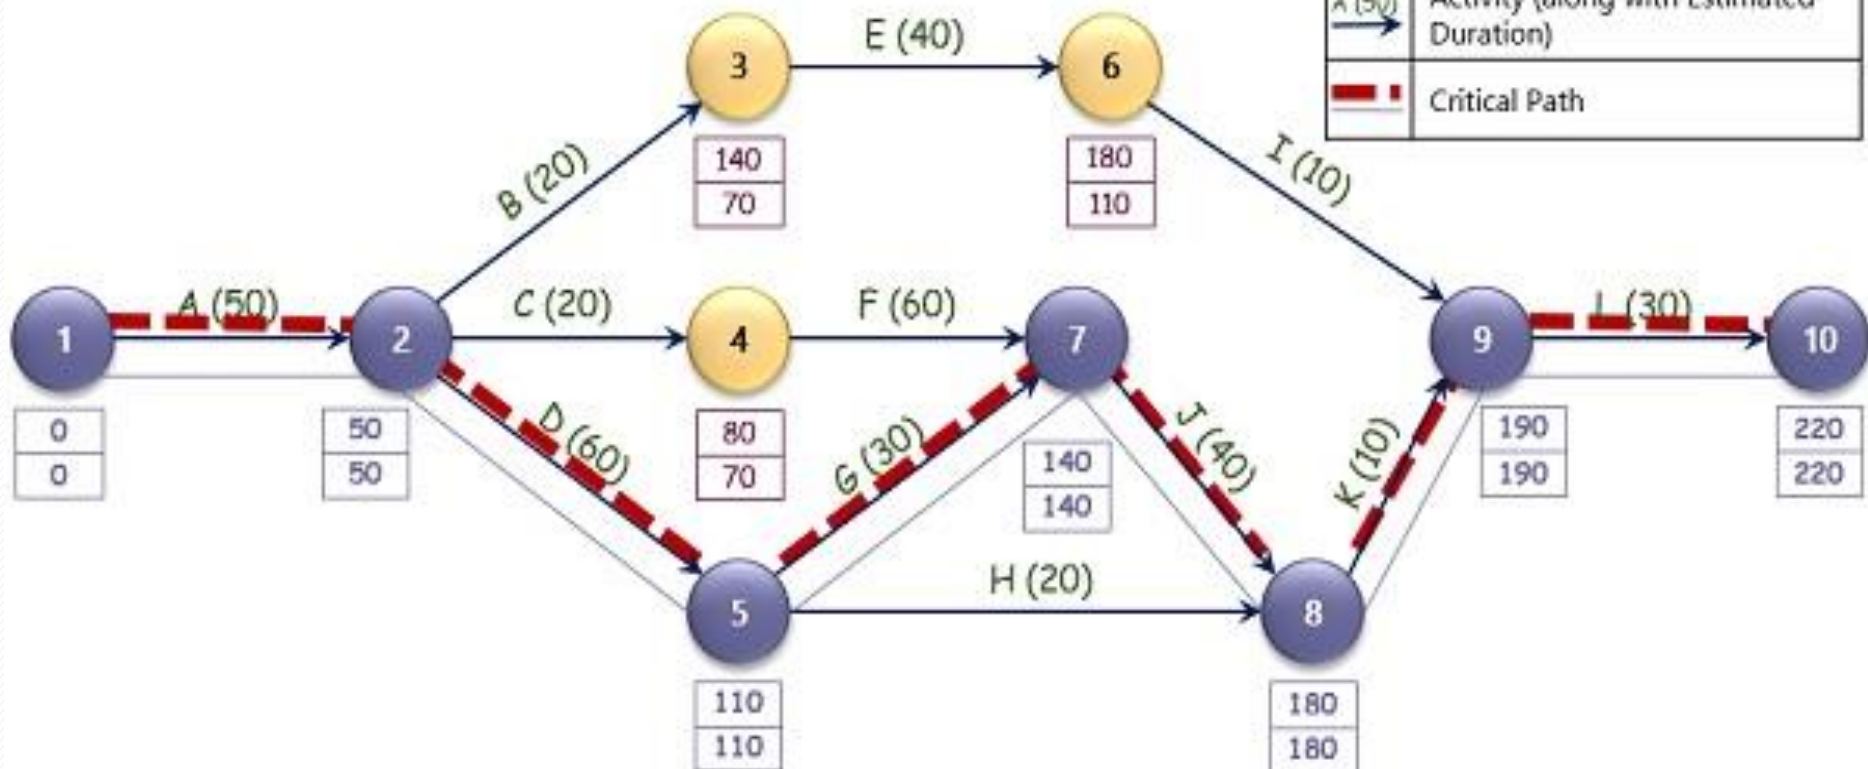 A (50)
Activity (along with Estimated
Duration)
Critical Path
E (40)
3
6
140
70
180
110
B (20)
I (10)
A (50)
C (20)
F (60)
L (30)
1
2
4
7
9
10
0
0
50
50
80
70
140
140
190
190
220
220
D (60)
G (30)
J (40)
K (10)
H (20)
5
8
110
110
180
180